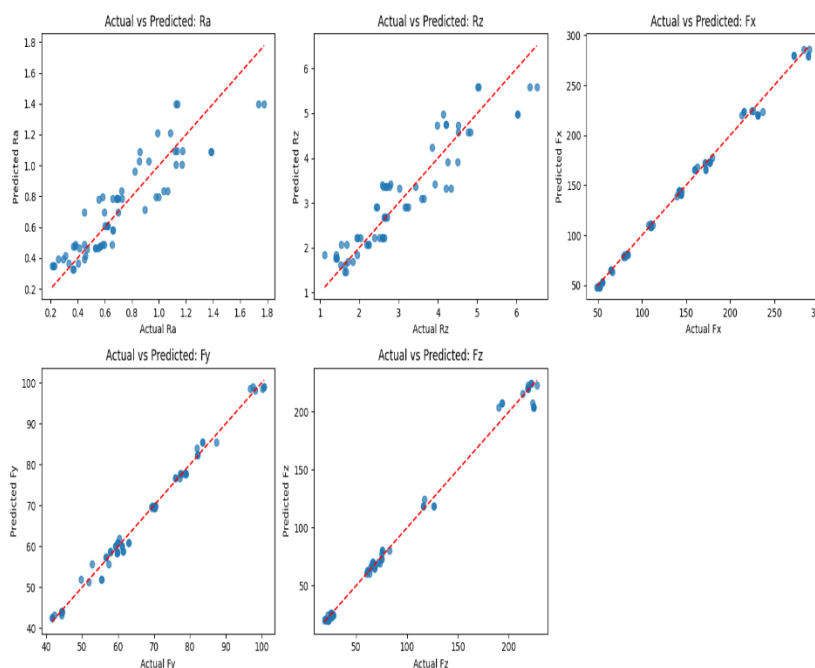 Actual vs Predicted: Ra
1.8
1.6
1.4
1.2
1.0
0.8
0.6
0.4
0.2
Predicted Ra
0.2 0.4 0.6 0.8 1.0 1.2 1.4 1.6 1.8
Actual Ra
Actual vs Predicted: Rz
6
5
4
3
2
1
Predicted Rz
1 2 3 4 5 6
Actual Rz
Actual vs Predicted: Fx
300
250
200
150
100
50
Predicted Fx
50 100 150 200 250 300
Actual Fx
Actual vs Predicted: Fy
100
90
80
70
60
50
40
Predicted Fy
40 50 60 70 80 90 100
Actual Fy
Actual vs Predicted: Fz
200
150
100
50
Predicted Fz
50 100 150 200
Actual Fz